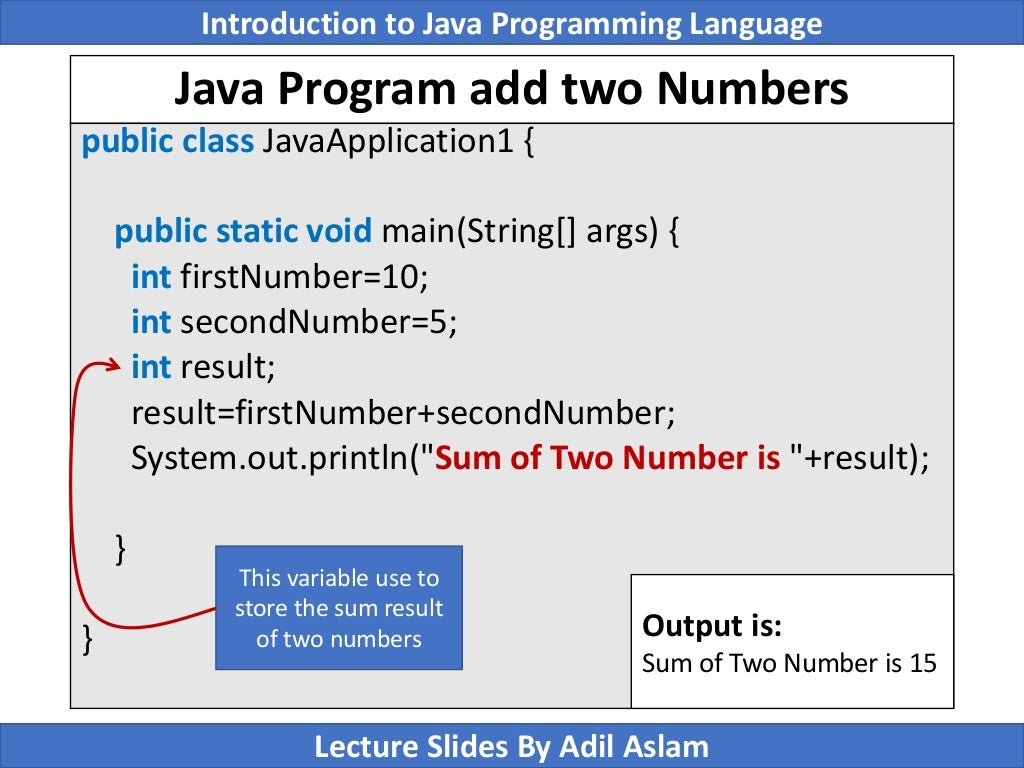 Introduction to Java Programming Language
Java Program add two Numbers
public class JavaApplication1 {
public static void main(String[] args) {
int firstNumber=10;
int secondNumber=5;
int result;
result=firstNumber+secondNumber;
System.out.println("Sum of Two Number is "+result);
}
}
This variable use to
store the sum result
of two numbers
Output is:
Sum of Two Number is 15
Lecture Slides By Adil Aslam